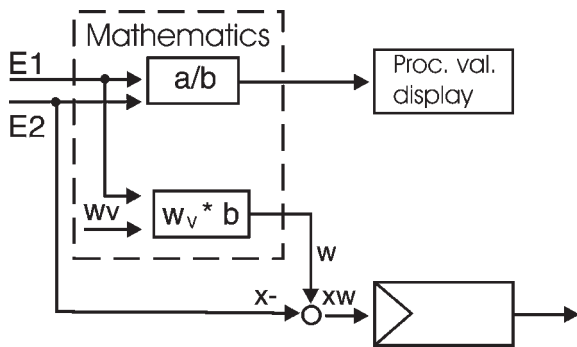 Mathematics
E1
a/b
Proc. val.
display
E2
wv
wᵥ * b
w
x-
xw